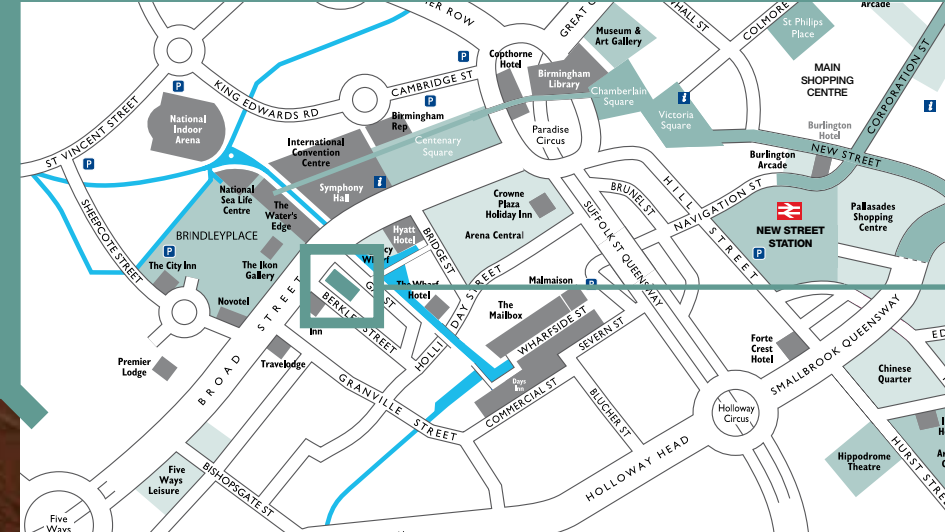 GREAT C
HALL ST
COLMORE
St Philips
Place
Arcade
Museum &
Art Gallery
ER ROW
Copthorne
Hotel
P
CAMBRIDGE ST
P
Birmingham
Library
Chamberlain
Square
i
Victoria
Square
MAIN
SHOPPING
CENTRE
CORPORATION ST
i
P
KING EDWARDS RD
National
Indoor
Arena
ST VINCENT STREET
P
Birmingham
Rep
International
Convention
Centre
Centenary
Square
Paradise
Circus
Burlington
Hotel
NEW STREET
Burlington
Arcade
Symphony
Hall
i
National
Sea Life
Centre
The
Water's
Edge
BRINDLEYPLACE
SHEEPCOTE STREET
P
The City Inn
The Ikon
Gallery
Novotel
Hyatt
Hotel
cy
BRIDGE ST
Crowne
Plaza
Holiday Inn
Arena Central
BRUNEL ST
HILL
STREET
NAVIGATION ST
SUFFOLK ST QUEENSWAY
NEW STREET
STATION
P
Pallasades
Shopping
Centre
The Wharf
Hotel
HOLLI
DAY STREET
Malmaison
P
The
Mailbox
WHARFSIDE ST
SEVERN ST
Days
Inn
COMMERCIAL ST
BLUCHER ST
BERKLEY STREET
Inn
BROAD
STREET
Travelodge
Premier
Lodge
GRANVILLE STREET
Forte
Crest
Hotel
SMALLBROOK QUEENSWAY
ED
Chinese
Quarter
Holloway
Circus
HOLLOWAY HEAD
Hippodrome
Theatre
HURST STREET
Five
Ways
Leisure
BISHOPSGATE ST
Five
Ways